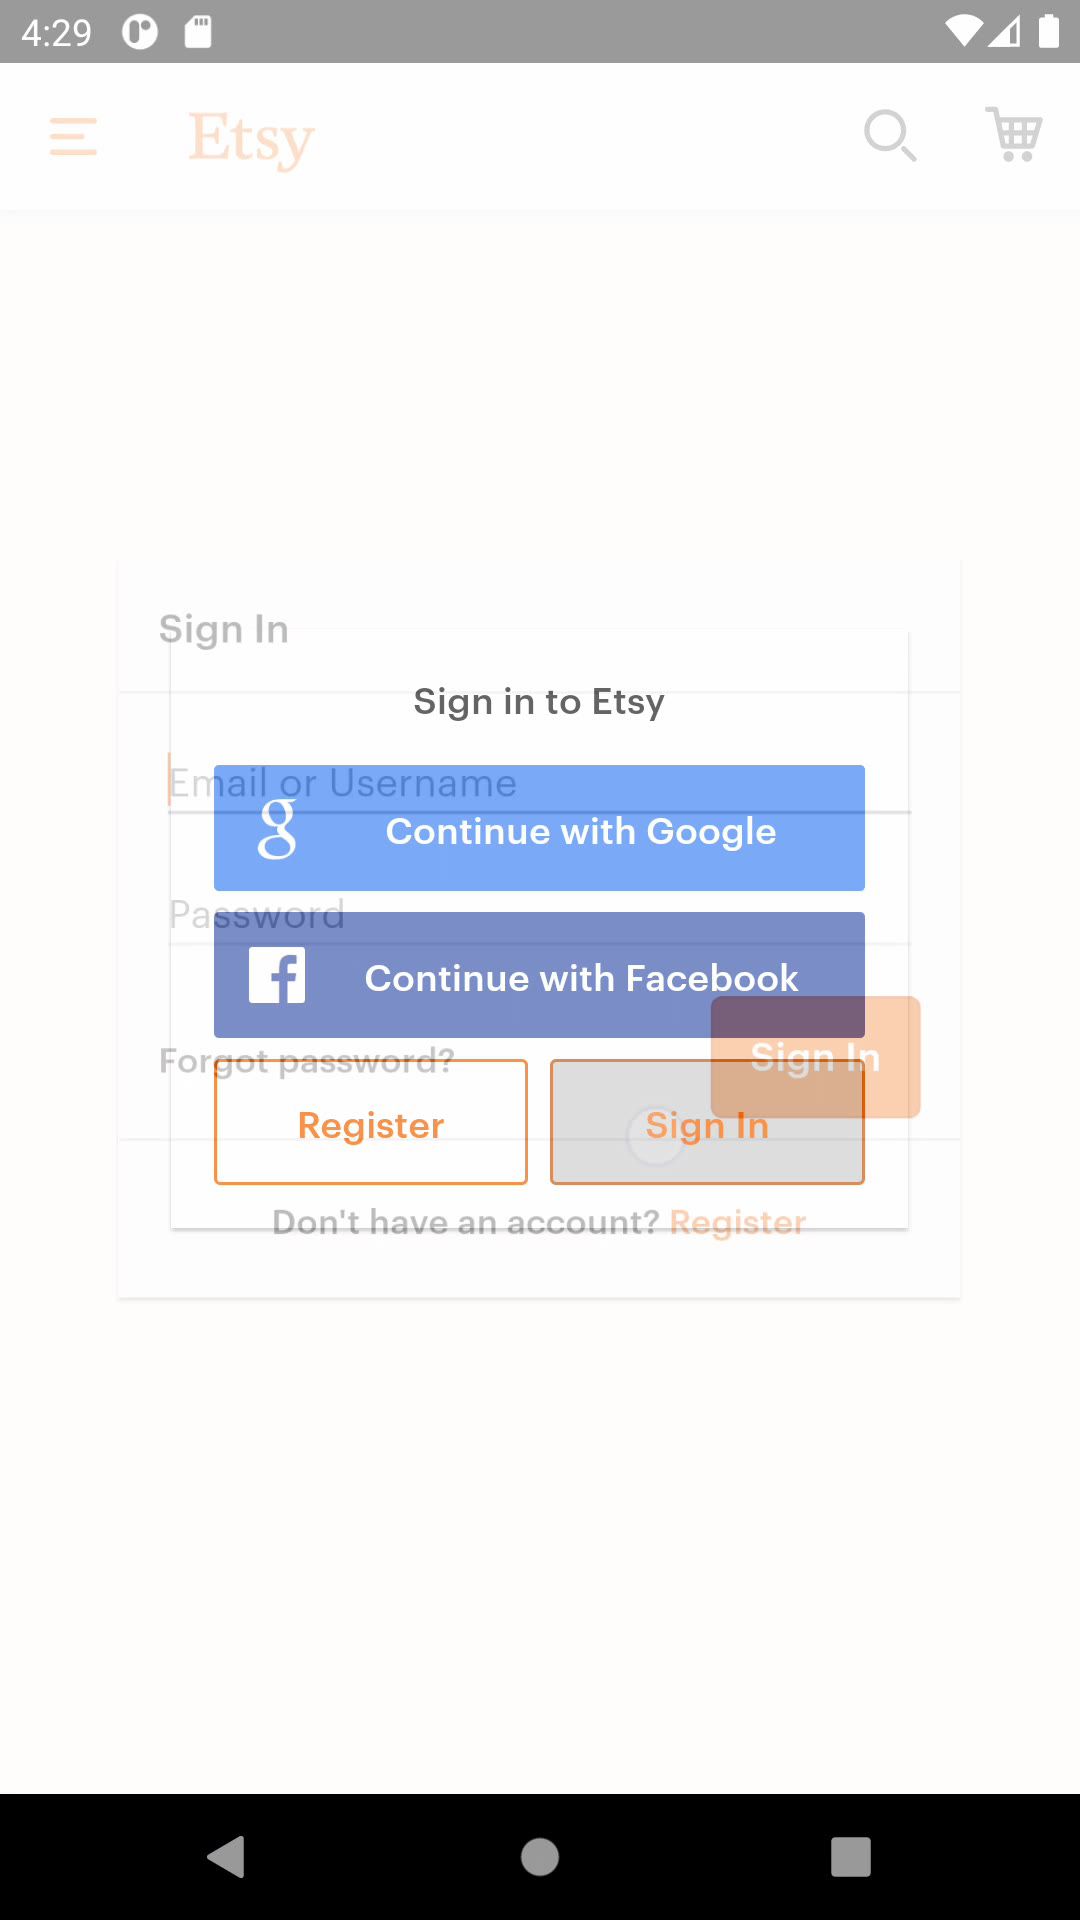 4:29
Etsy
Sign In
Sign in to Etsy
Email or Username
Continue with Google
Password
Continue with Facebook
Forgot password?
Sign In
Register
Sign In
Don't have an account? Register